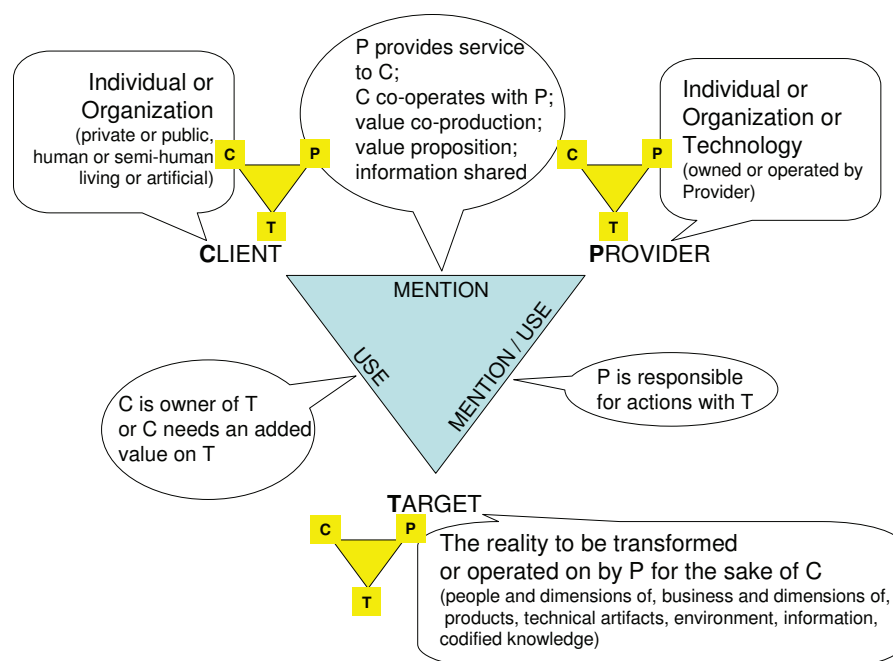 P provides service
to C;
C co-operates with P;
value co-production;
value proposition;
information shared
Individual or
Organization
(private or public,
human or semi-human
living or artificial)
C
P
T
CLIENT
Individual or
Organization or
Technology
(owned or operated by
Provider)
C
P
T
PROVIDER
MENTION
USE
MENTION / USE
C is owner of T
or C needs an added
value on T
P is responsible
for actions with T
TARGET
C
P
T
The reality to be transformed
or operated on by P for the sake of C
(people and dimensions of, business and dimensions of,
products, technical artifacts, environment, information,
codified knowledge)